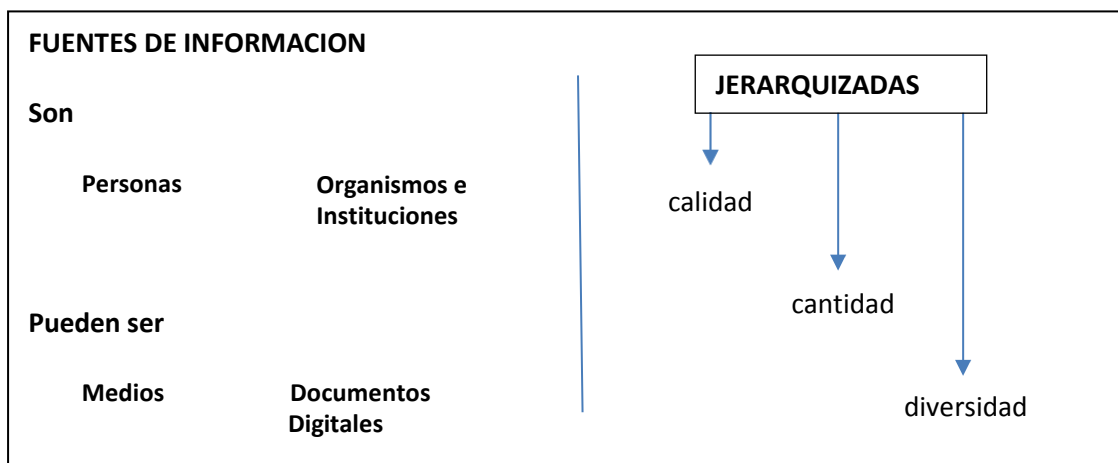 FUENTES DE INFORMACION
Son
Personas
Organismos e
Instituciones
Pueden ser
Medios
Documentos
Digitales
JERARQUIZADAS
calidad
cantidad
diversidad